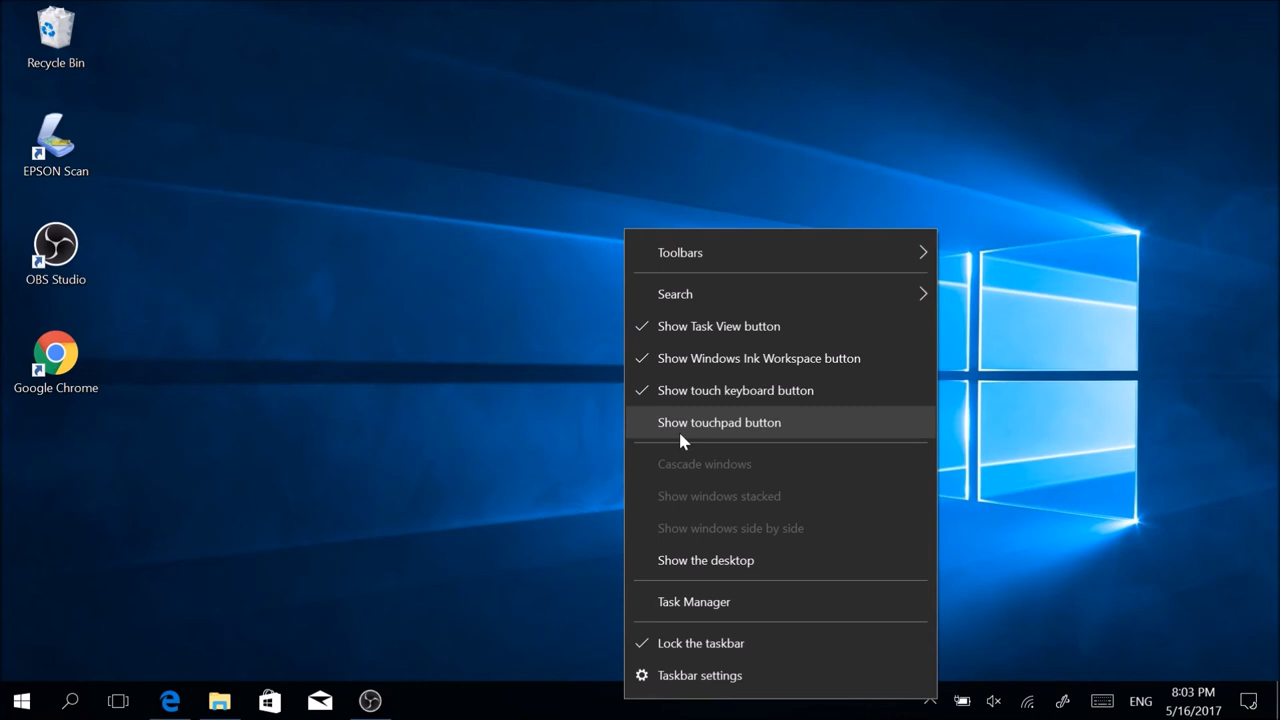 Recycle Bin
EPSON Scan
OBS Studio
Google Chrome
Toolbars
Search
Show Task View button
Show Windows Ink Workspace button
Show touch keyboard button
Show touchpad button
Cascade windows
Show windows stacked
Show windows side by side
Show the desktop
Task Manager
Lock the taskbar
Taskbar settings
ENG
8:03 PM
5/16/2017